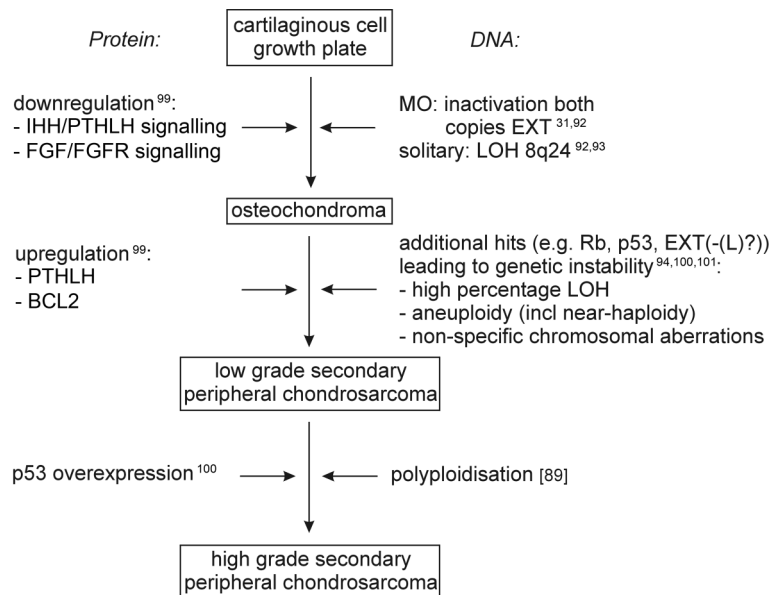 Protein:
cartilaginous cell
growth plate
DNA:
downregulation 99:
- IHH/PTHLH signalling
- FGF/FGFR signalling
MO: inactivation both
copies EXT 31,92
solitary: LOH 8q24 92,93
osteochondroma
upregulation 99:
- PTHLH
- BCL2
additional hits (e.g. Rb, p53, EXT(-(L)?))
leading to genetic instability94,100,101:
- high percentage LOH
- aneuploidy (incl near-haploidy)
- non-specific chromosomal aberrations
low grade secondary
peripheral chondrosarcoma
p53 overexpression 100
polyploidisation [89]
high grade secondary
peripheral chondrosarcoma